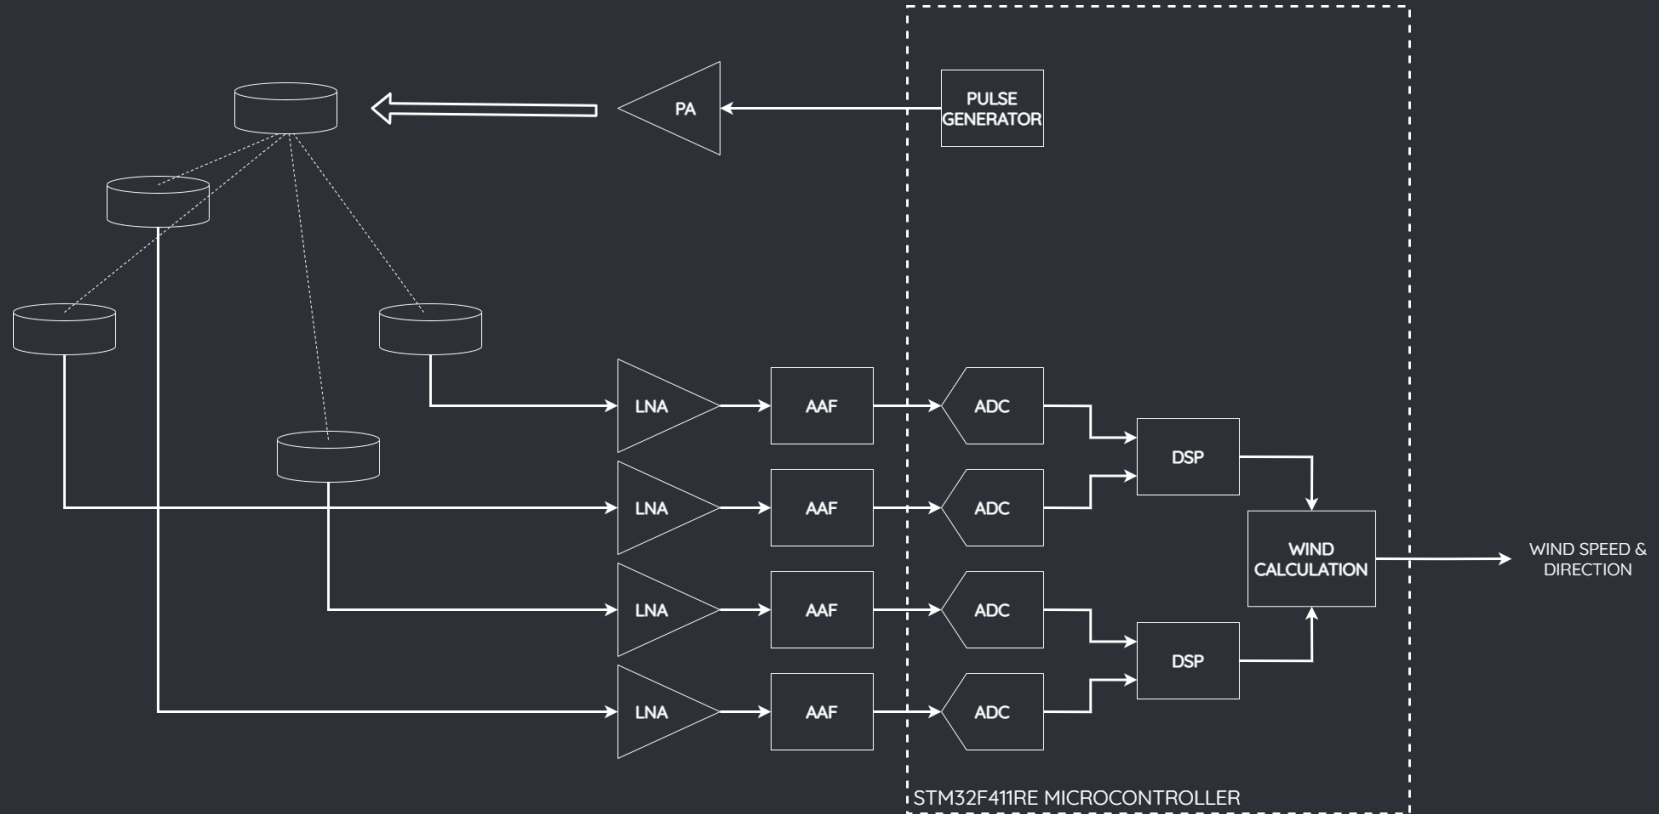 PA
PULSE
GENERATOR
LNA
AAF
ADC
DSP
LNA
AAF
ADC
WIND
CALCULATION
WIND SPEED &
DIRECTION
LNA
AAF
ADC
DSP
LNA
AAF
ADC
STM32F411RE MICROCONTROLLER